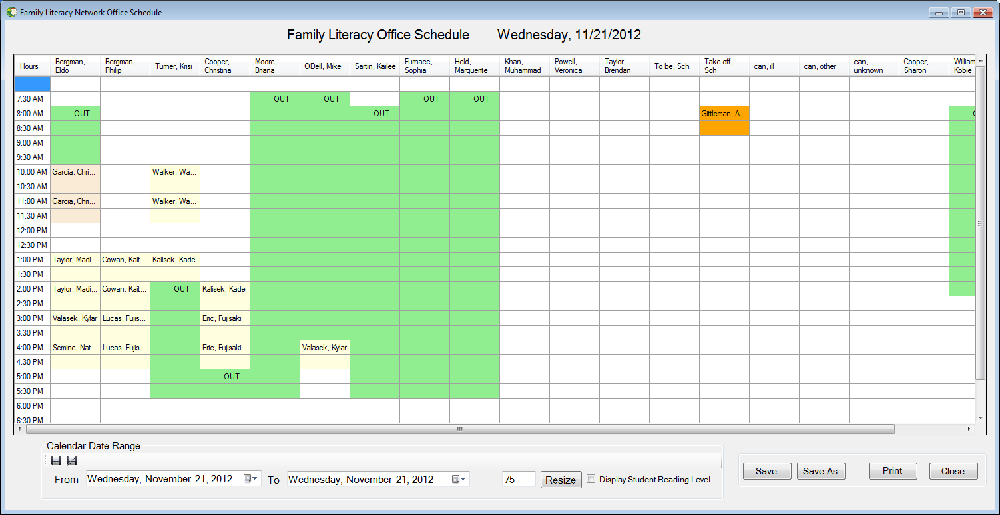 Family Literacy Network Office Schedule
Family Literacy Office Schedule Wednesday, 11/21/2012
Hours Bergman, Eldo Bergman, Philip Turner, Krisi Cooper, Christina Moore, Briana ODell, Mike Sartin, Kailee Furnace, Sophia Held, Marguerite Khan, Muhammad Powell, Veronica Taylor, Brendan To be, Sch Take off, Sch can, ill can, other can, unknown Cooper, Sharon William Kobie
7:30 AM OUT OUT OUT OUT
8:00 AM OUT OUT Gittleman, A...
8:30 AM
9:00 AM
9:30 AM
10:00 AM Garcia, Chri... Walker, Wa...
10:30 AM
11:00 AM Garcia, Chri... Walker, Wa...
11:30 AM
12:00 PM
12:30 PM
1:00 PM Taylor, Madi... Cowan, Kait... Kalisek, Kade
1:30 PM
2:00 PM Taylor, Madi... Cowan, Kait... OUT Kalisek, Kade
2:30 PM
3:00 PM Valasek, Kylar Lucas, Fujis... Eric, Fujisaki
3:30 PM
4:00 PM Semine, Nat... Lucas, Fujis... Eric, Fujisaki Valasek, Kylar
4:30 PM
5:00 PM OUT
5:30 PM
6:00 PM
6:30 PM
Calendar Date Range
From Wednesday, November 21, 2012 To Wednesday, November 21, 2012 75 Resize Display Student Reading Level
Save Save As Print Close